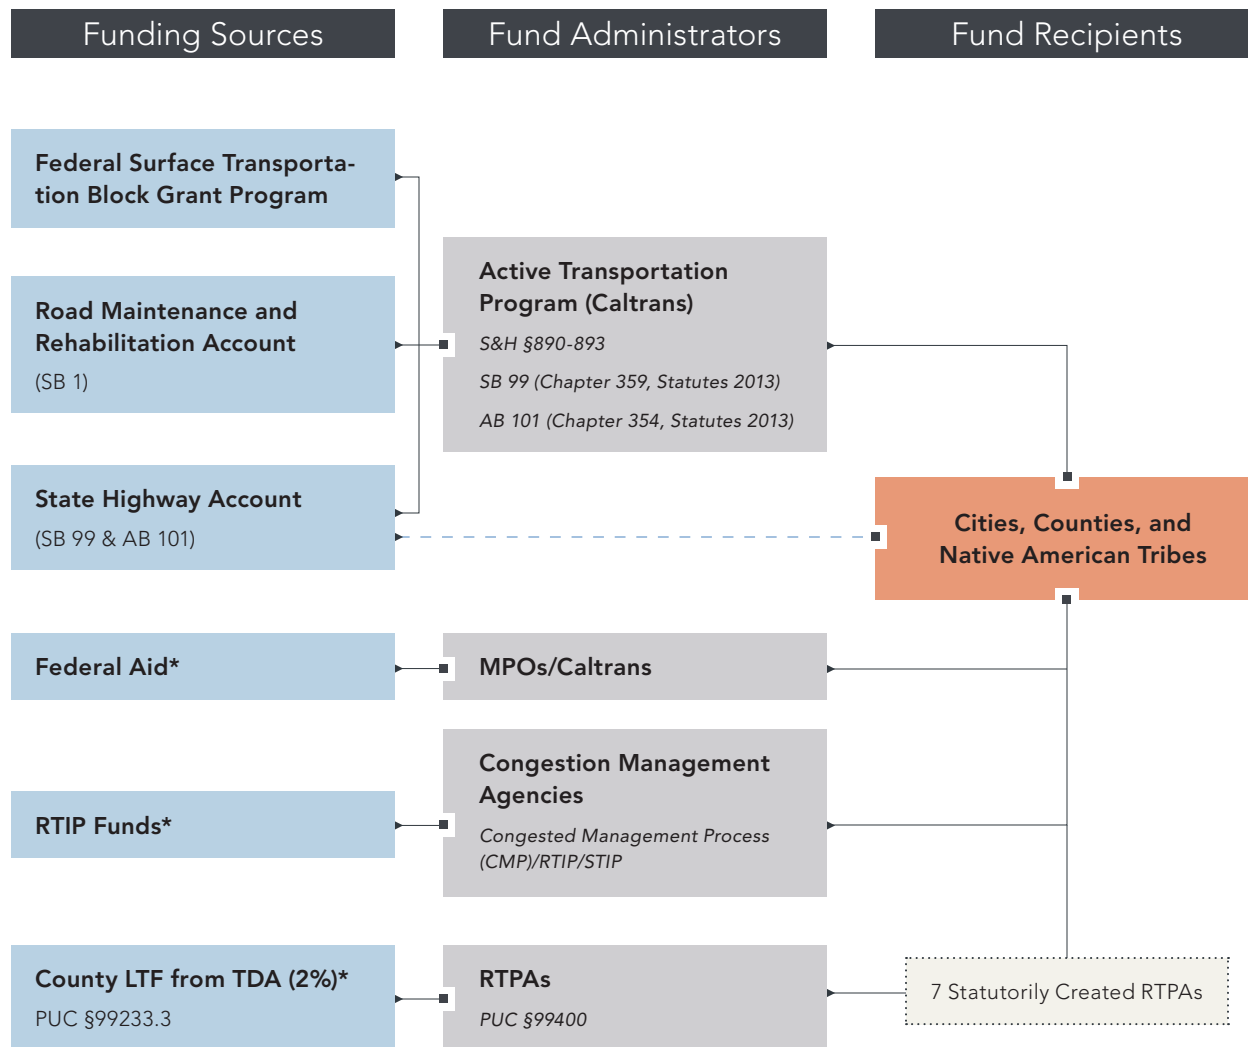 Funding Sources
Fund Administrators
Fund Recipients
Federal Surface Transporta-
tion Block Grant Program
Road Maintenance and
Rehabilitation Account
(SB 1)
State Highway Account
(SB 99 & AB 101)
Federal Aid*
RTIP Funds*
County LTF from TDA (2%)*
PUC §99233.3
Active Transportation
Program (Caltrans)
S&H §890-893
SB 99 (Chapter 359, Statutes 2013)
AB 101 (Chapter 354, Statutes 2013)
MPOs/Caltrans
Congestion Management
Agencies
Congested Management Process
(CMP)/RTIP/STIP
RTPAs
PUC §99400
Cities, Counties, and
Native American Tribes
7 Statutorily Created RTPAs